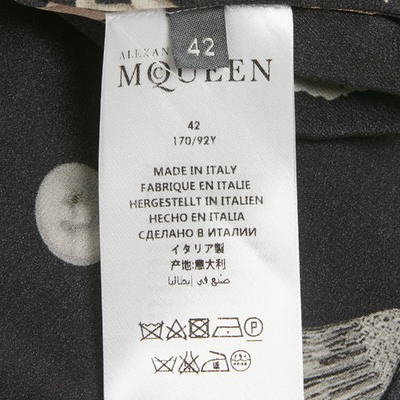 42
ALEXAN
McQUEEN
42
170/92Y
MADE IN ITALY
FABRIQUE EN ITALIE
HERGESTELLT IN ITALIEN
HECHO EN ITALIA
СДЕЛАНО В ИТАЛИИ
イタリア製
产地:意大利
صنع في إيطاليا
P